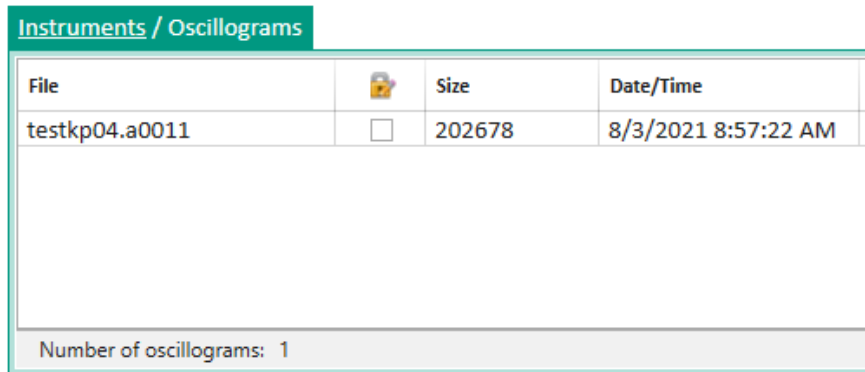 Instruments / Oscillograms
File Size Date/Time
testkp04.a0011 202678 8/3/2021 8:57:22 AM
Number of oscillograms: 1